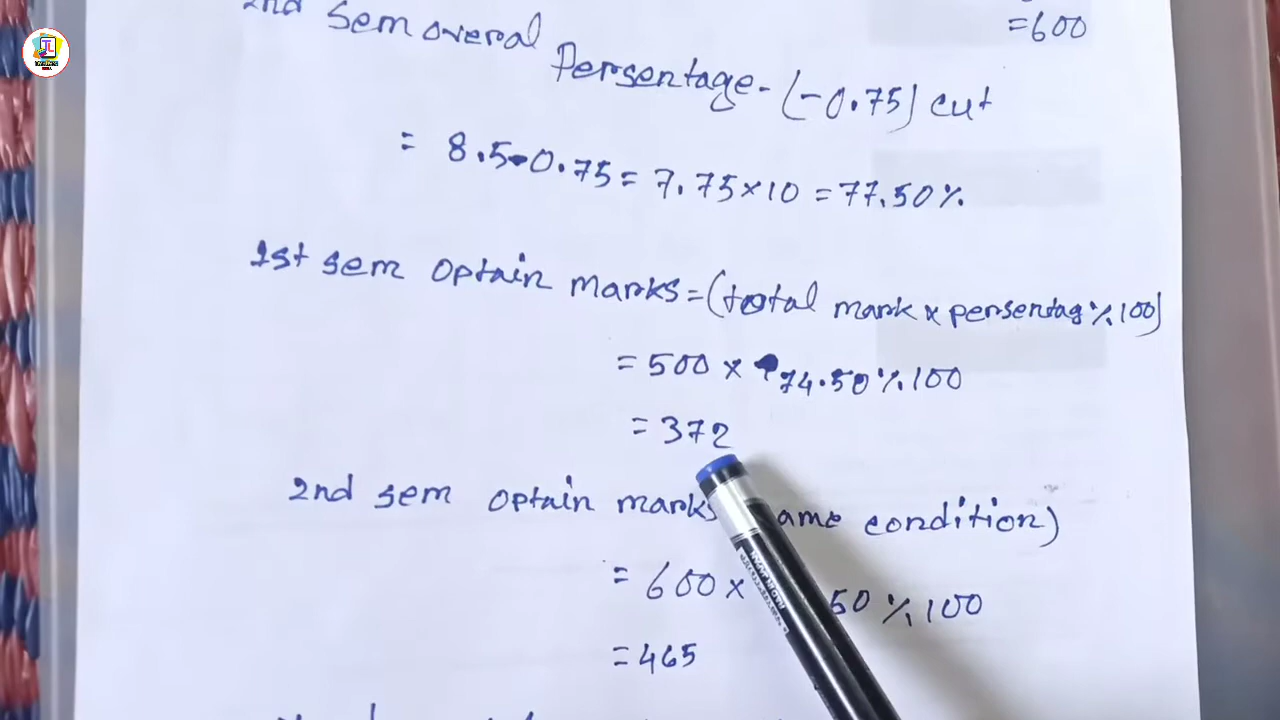 =600
2nd sem overal
Persentage - (-0.75) cut
= 8.5-0.75 = 7.75×10 = 77.50%
1st sem optain marks = (total mark × persentag % 100)
= 500 × 74.50 % 100
= 372
2nd sem optain marks ame condition)
= 600 × 50 % 100
= 465